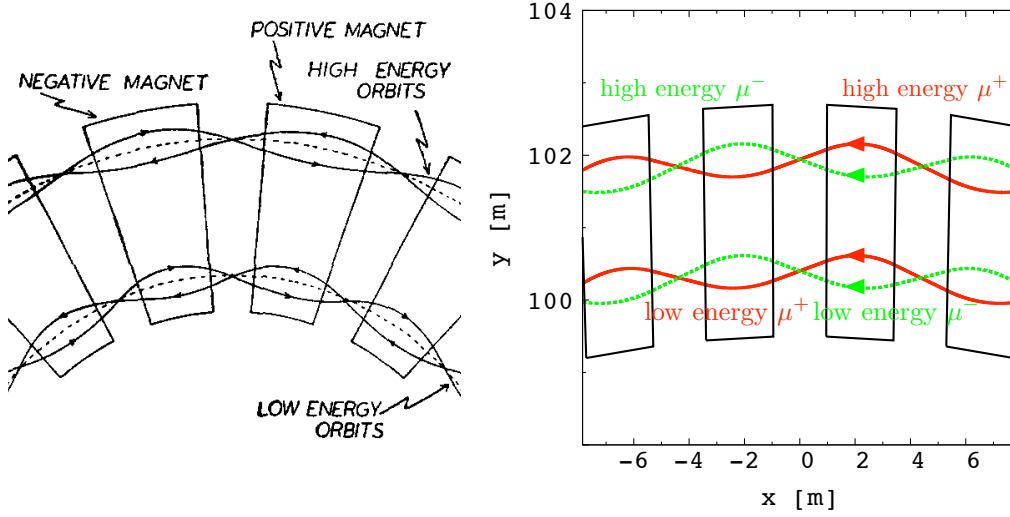 POSITIVE MAGNET
NEGATIVE MAGNET
HIGH ENERGY
ORBITS
LOW ENERGY
ORBITS
104
102
100
y [m]
high energy μ⁻
high energy μ⁺
low energy μ⁺
low energy μ⁻
-6 -4 -2 0 2 4 6
x [m]